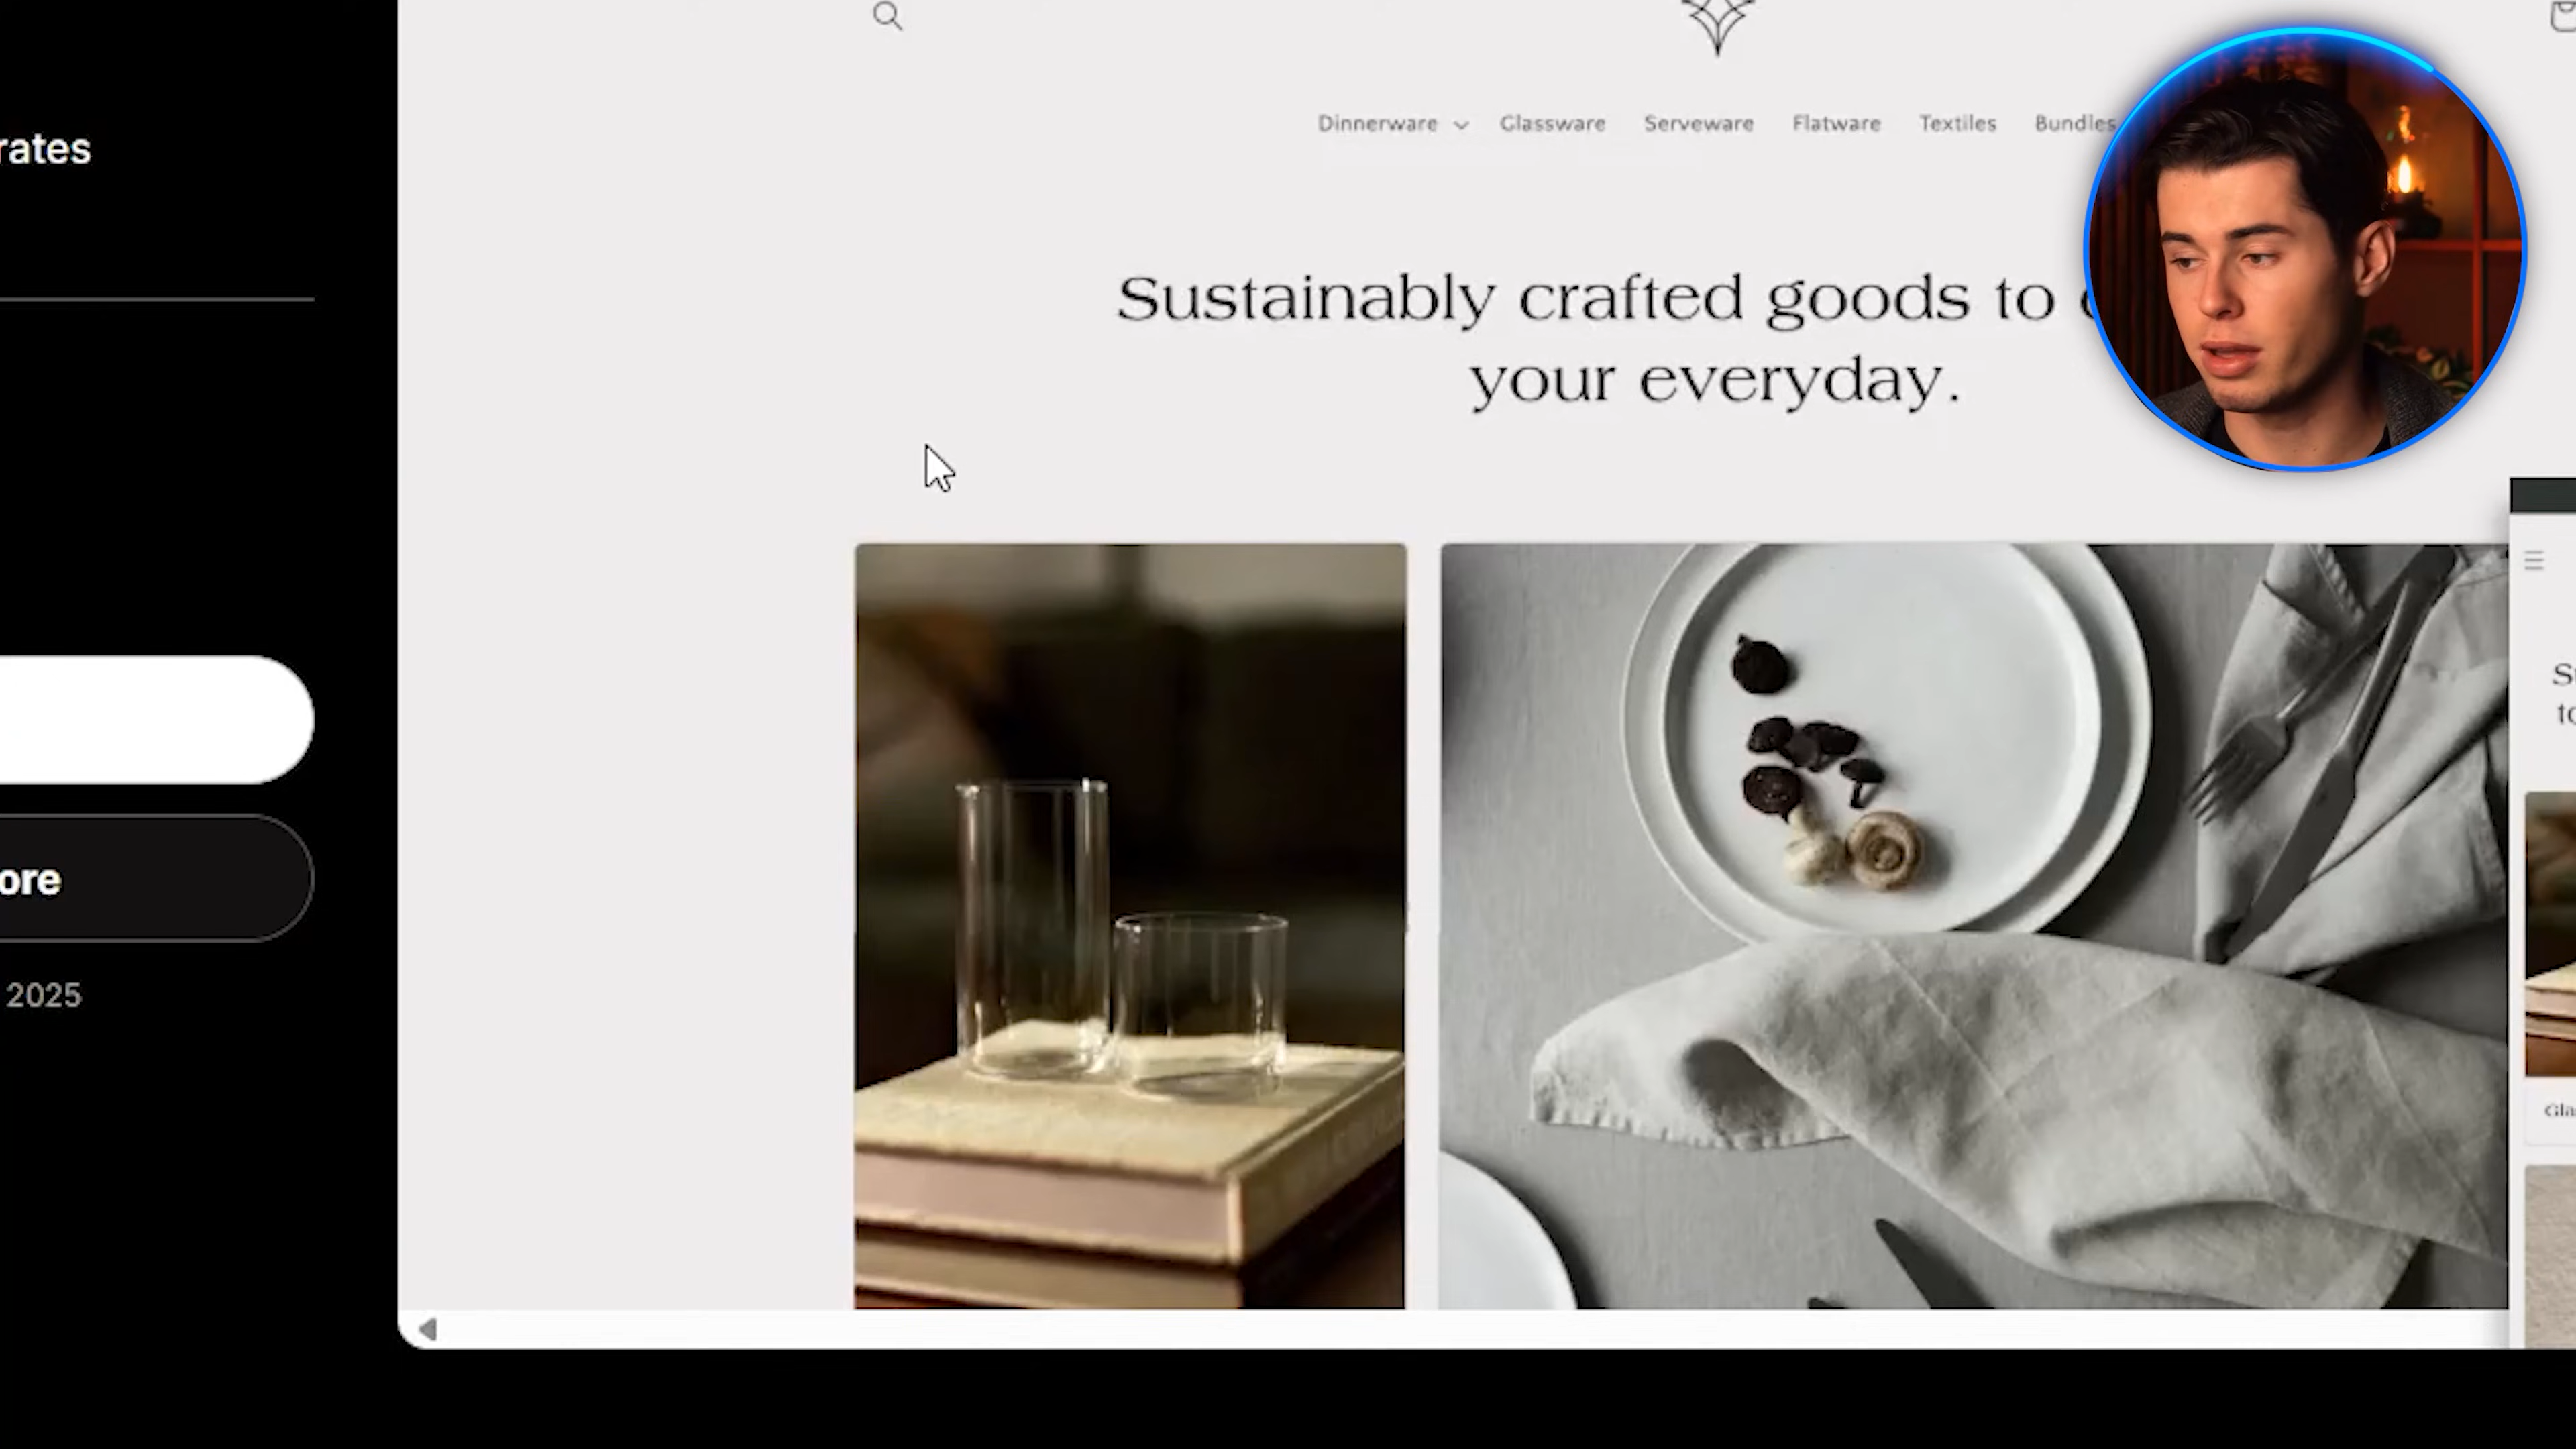 rates
Dinnerware Glassware Serveware Flatware Textiles Bundles
Sustainably crafted goods to
your everyday.
ore
2025